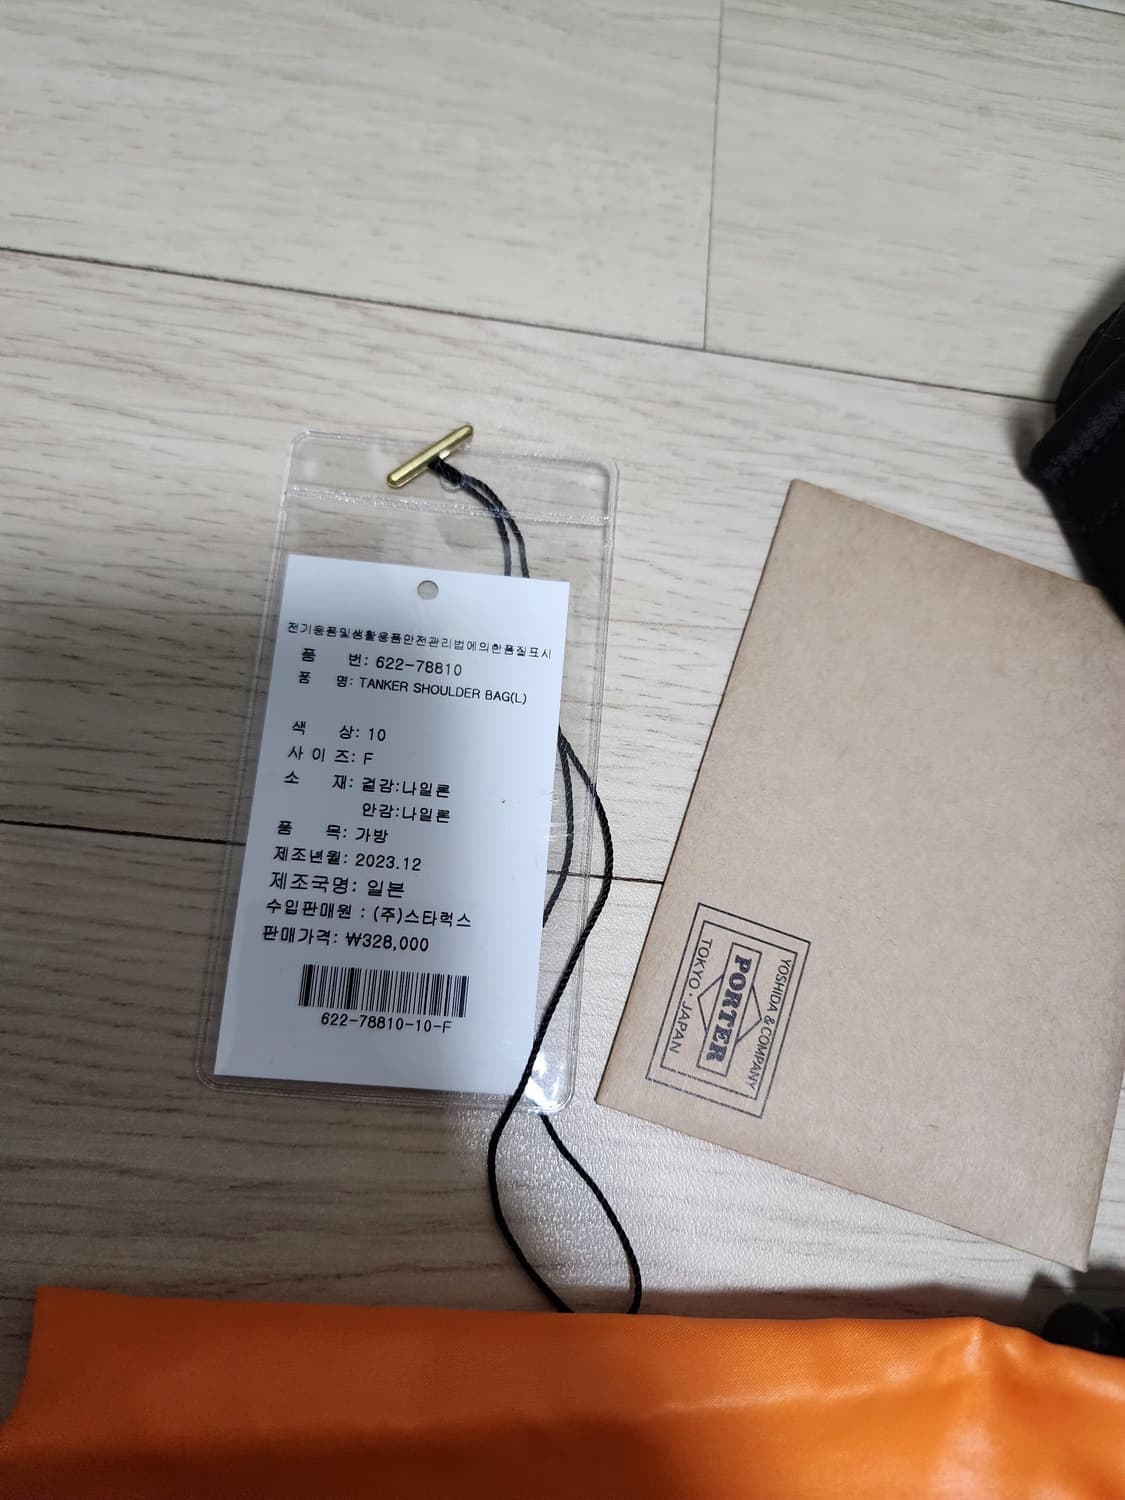 전기용품및생활용품안전관리법에의한품질표시
품 번: 622-78810
품 명: TANKER SHOULDER BAG(L)
색 상: 10
사 이 즈: F
소 재: 겉감:나일론
안감:나일론
품 목: 가방
제조년월: 2023.12
제조국명: 일본
수입판매원 : (주)스타럭스
판매가격: ₩328,000
622-78810-10-F
YOSHIDA & COMPANY
PORTER
TOKYO · JAPAN